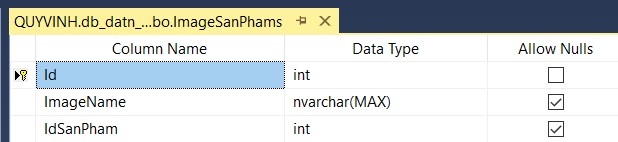 QUYVINH.db_datn_...bo.ImageSanPhams
Column Name Data Type Allow Nulls
Id int
ImageName nvarchar(MAX)
IdSanPham int